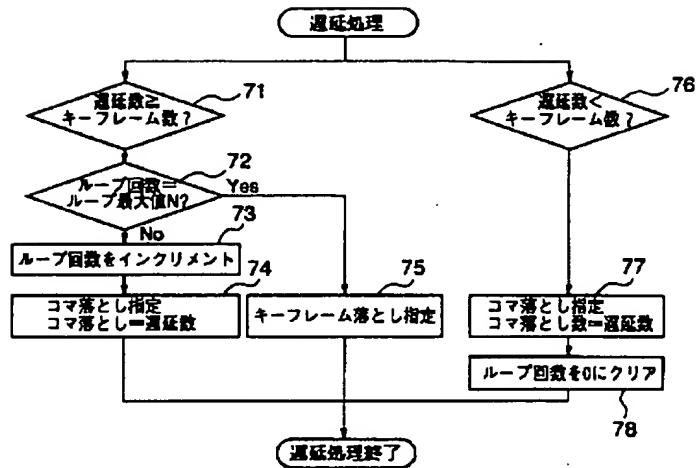 遅延処理
遅延数≧
キーフレーム数?
71
遅延数<
キーフレーム数?
76
ループ回数=
ループ最大値N?
72
Yes
No
73
ループ回数をインクリメント
74
コマ落とし指定
コマ落とし=遅延数
75
キーフレーム落とし指定
77
コマ落とし指定
コマ落とし数=遅延数
ループ回数を0にクリア
78
遅延処理終了